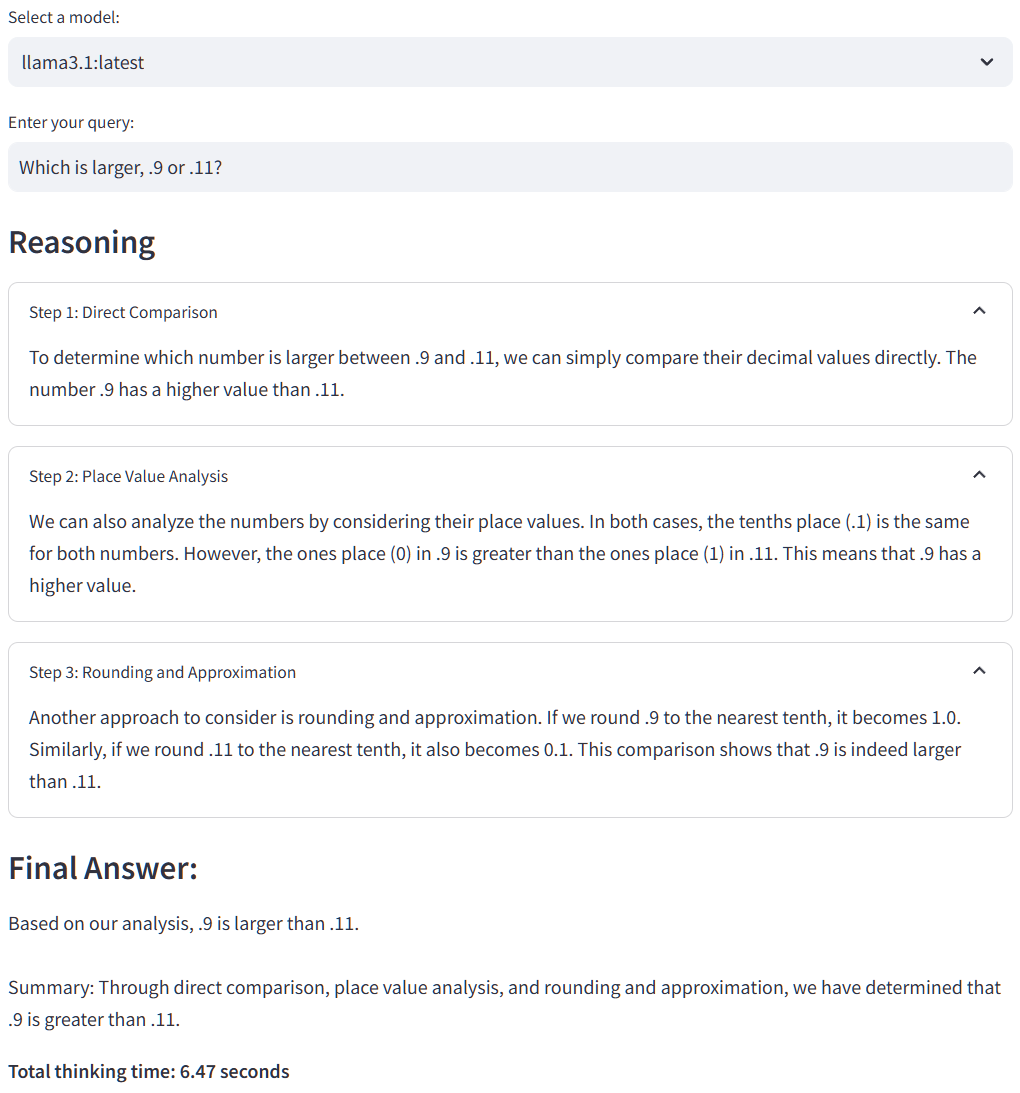 Select a model:
llama3.1:latest
Enter your query:
Which is larger, .9 or .11?
Reasoning
Step 1: Direct Comparison
To determine which number is larger between .9 and .11, we can simply compare their decimal values directly. The
number .9 has a higher value than .11.
Step 2: Place Value Analysis
We can also analyze the numbers by considering their place values. In both cases, the tenths place (.1) is the same
for both numbers. However, the ones place (0) in .9 is greater than the ones place (1) in .11. This means that .9 has a
higher value.
Step 3: Rounding and Approximation
Another approach to consider is rounding and approximation. If we round .9 to the nearest tenth, it becomes 1.0.
Similarly, if we round .11 to the nearest tenth, it also becomes 0.1. This comparison shows that .9 is indeed larger
than .11.
Final Answer:
Based on our analysis, .9 is larger than .11.
Summary: Through direct comparison, place value analysis, and rounding and approximation, we have determined that
.9 is greater than .11.
Total thinking time: 6.47 seconds